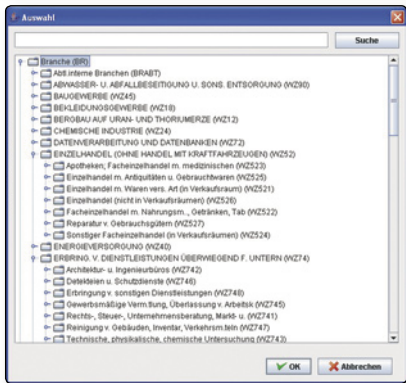 Auswahl
Suche
Branche (BR)
Abtl.interne Branchen (BRABT)
ABWASSER- U. ABFALLBESEITIGUNG U. SONS. ENTSORGUNG (WZ90)
BAUGEWERBE (WZ45)
BEKLEIDUNGSGEWERBE (WZ18)
BERGBAU AUF URAN- UND THORIUMERZE (WZ12)
CHEMISCHE INDUSTRIE (WZ24)
DATENVERARBEITUNG UND DATENBANKEN (WZ72)
EINZELHANDEL (OHNE HANDEL MIT KRAFTFAHRZEUGEN) (WZ52)
Apotheken; Facheinzelhandel m. medizinischen (WZ523)
Einzelhandel m. Antiquitäten u. Gebrauchtwaren (WZ525)
Einzelhandel m. Waren vers. Art (in Verkaufsraum) (WZ521)
Einzelhandel (nicht in Verkaufsräumen) (WZ526)
Facheinzelhandel m. Nahrungsm.., Getränken, Tab (WZ522)
Reparatur v. Gebrauchsgütern (WZ527)
Sonstiger Facheinzelhandel (in Verkaufsräumen) (WZ524)
ENERGIEVERSORGUNG (WZ40)
ERBRING. V. DIENSTLEISTUNGEN ÜBERWIEGEND F. UNTERN (WZ74)
Architektur- u. Ingenieurbüros (WZ742)
Detekteien u. Schutzdienste (WZ746)
Erbringung v. sonstigen Dienstleistungen (WZ748)
Gewerbsmäßige Vermittlung, Überlassung v. Arbeitsk (WZ745)
Rechts-, Steuer-, Unternehmensberatung, Markt- u. (WZ741)
Reinigung v. Gebäuden, Inventar, Verkehrsm.teln (WZ747)
Technische, physikalische, chemische Untersuchung (WZ743)
OK
Abbrechen